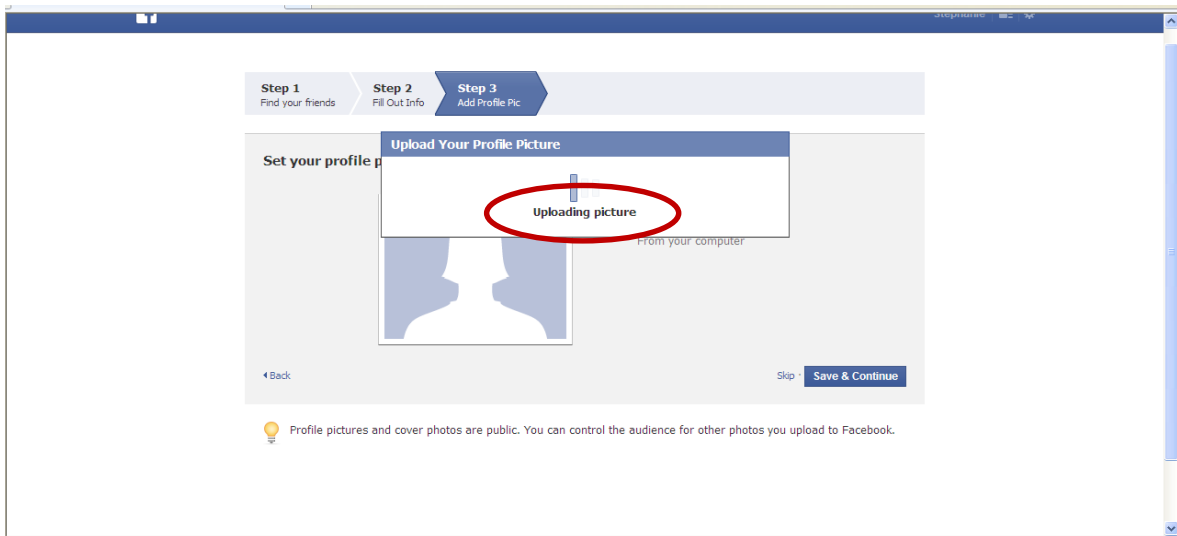 Stephanie
Step 1
Find your friends
Step 2
Fill Out Info
Step 3
Add Profile Pic
Upload Your Profile Picture
Set your profile p
Uploading picture
From your computer
Back
Skip · Save & Continue
Profile pictures and cover photos are public. You can control the audience for other photos you upload to Facebook.